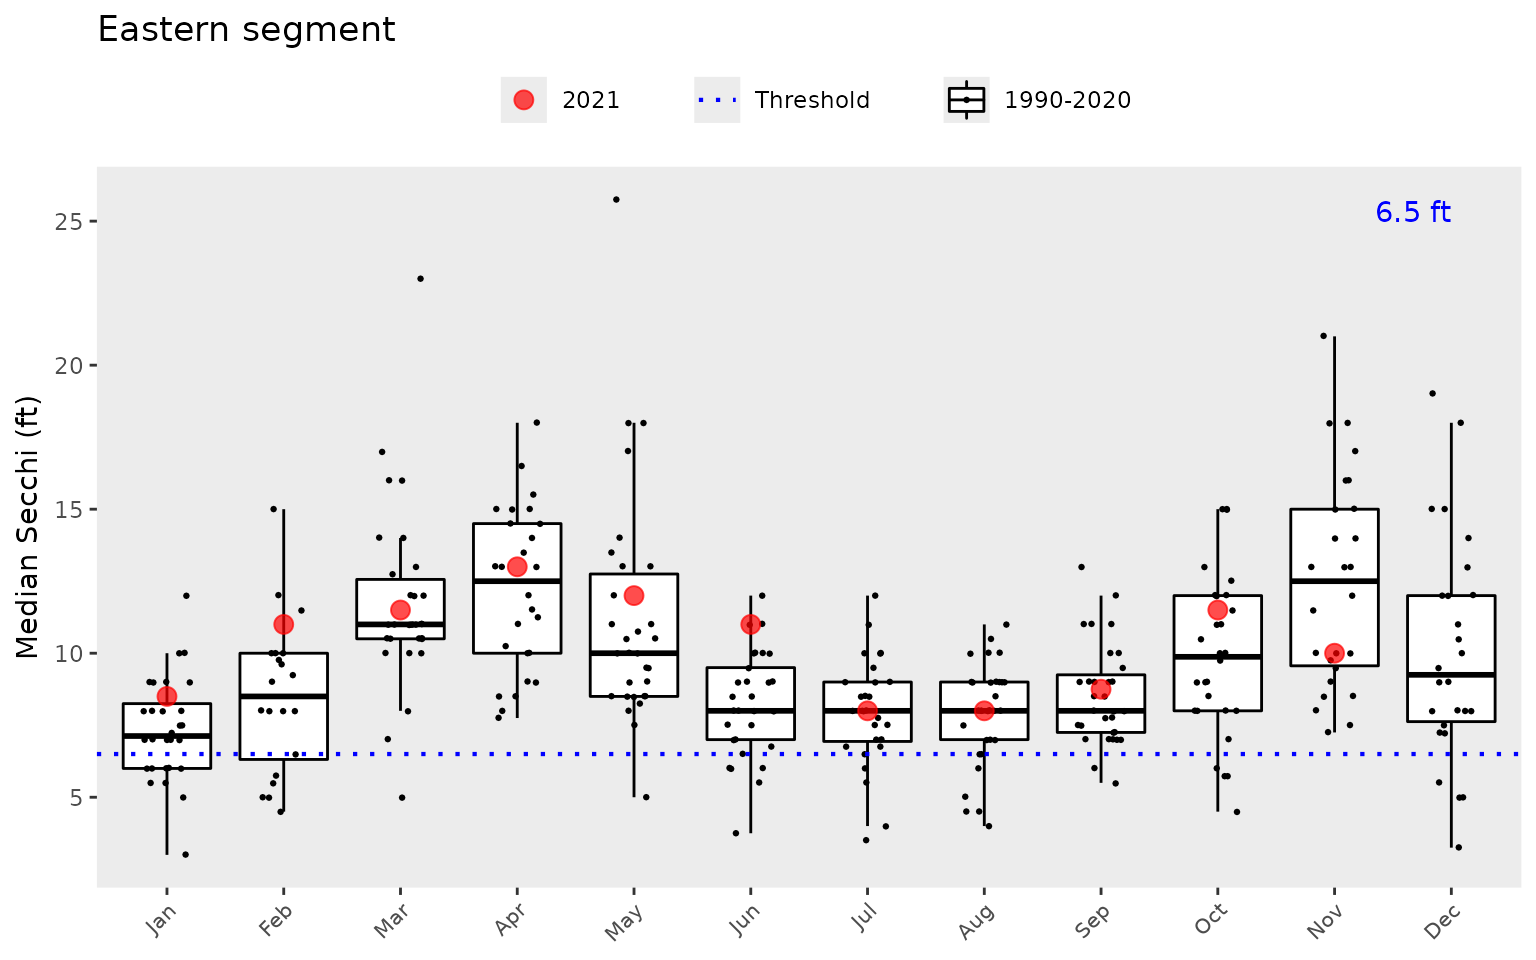 Eastern segment
2021 Threshold 1990-2020
6.5 ft
Median Secchi (ft)
25
20
15
10
5
Jan Feb Mar Apr May Jun Jul Aug Sep Oct Nov Dec